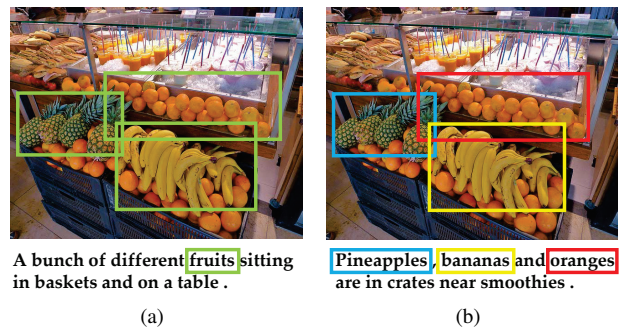 A bunch of different fruits sitting
in baskets and on a table .
(a)
Pineapples , bananas and oranges
are in crates near smoothies .
(b)